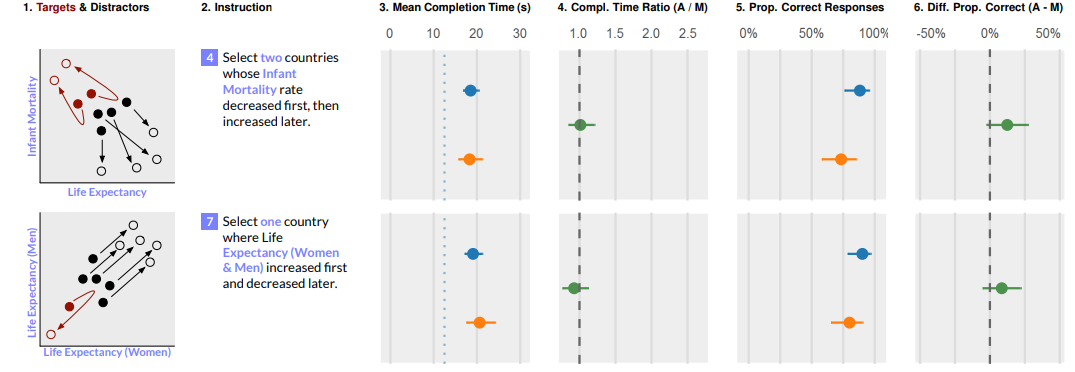 1. Targets & Distractors
2. Instruction
3. Mean Completion Time (s)
4. Compl. Time Ratio (A / M)
5. Prop. Correct Responses
6. Diff. Prop. Correct (A - M)
0 10 20 30
1.0 1.5 2.0 2.5
0% 50% 100%
-50% 0% 50%
Infant Mortality
Life Expectancy
4 Select two countries
whose Infant
Mortality rate
decreased first, then
increased later.
Life Expectancy (Men)
Life Expectancy (Women)
7 Select one country
where Life
Expectancy (Women
& Men) increased first
and decreased later.